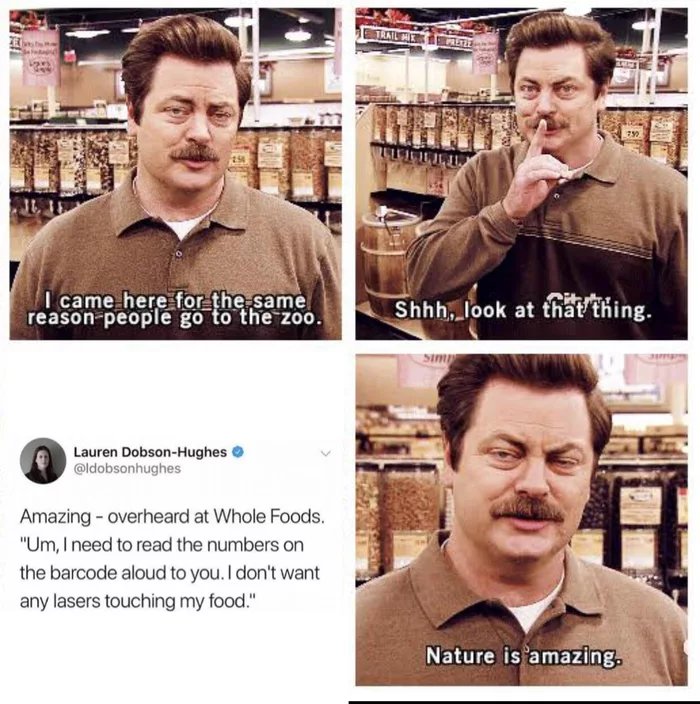 TRAIL MIX
PRETZE
250
I came here for the same
reason people go to the zoo.
Shhh, look at that thing.
Lauren Dobson-Hughes
@ldobsonhughes
Amazing - overheard at Whole Foods.
"Um, I need to read the numbers on
the barcode aloud to you. I don't want
any lasers touching my food."
Nature is amazing.